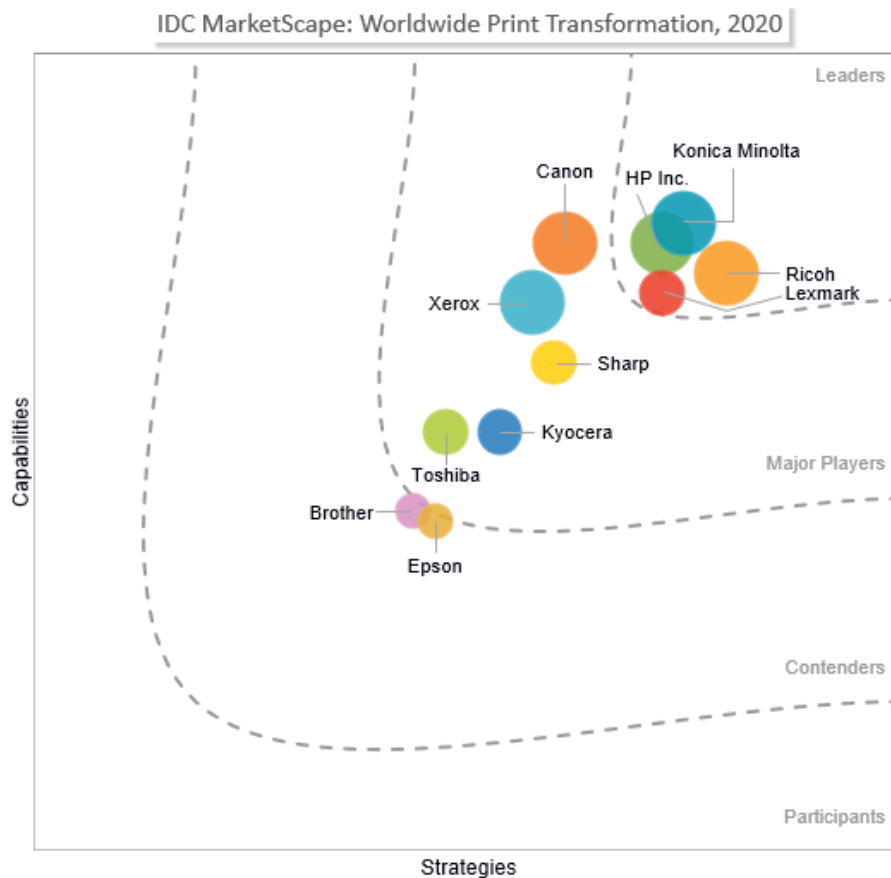 IDC MarketScape: Worldwide Print Transformation, 2020
Leaders
Konica Minolta
Canon
HP Inc.
Ricoh
Lexmark
Xerox
Sharp
Capabilities
Kyocera
Major Players
Toshiba
Brother
Epson
Contenders
Participants
Strategies